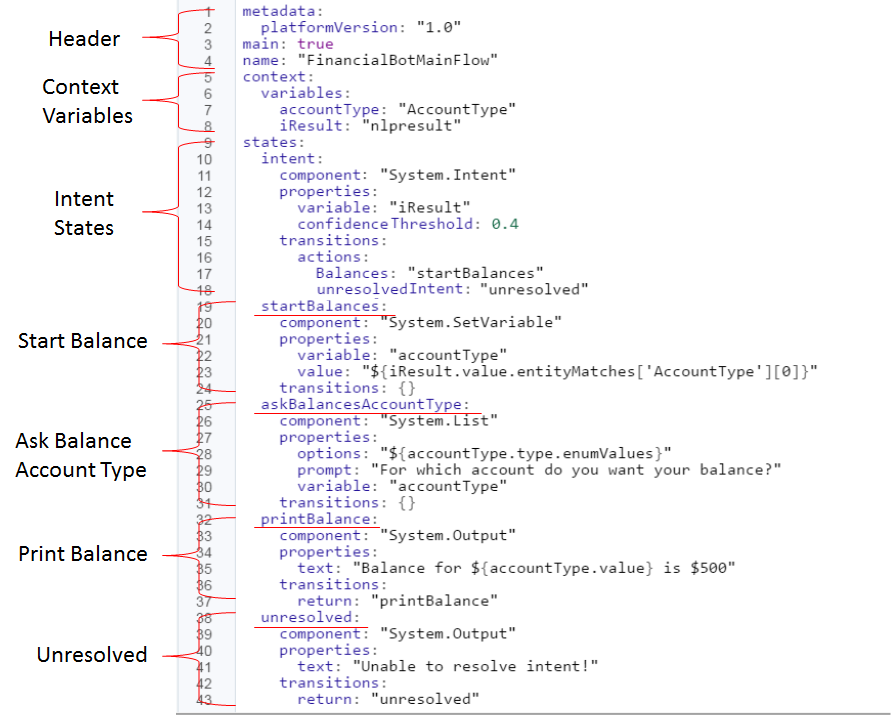 Header
Context
Variables
Intent
States
Start Balance
Ask Balance
Account Type
Print Balance
Unresolved
1 metadata:
2   platformVersion: "1.0"
3 main: true
4 name: "FinancialBotMainFlow"
5 context:
6   variables:
7     accountType: "AccountType"
8     iResult: "nlpresult"
9 states:
10   intent:
11     component: "System.Intent"
12     properties:
13       variable: "iResult"
14       confidenceThreshold: 0.4
15     transitions:
16       actions:
17         Balances: "startBalances"
18         unresolvedIntent: "unresolved"
19   startBalances:
20     component: "System.SetVariable"
21     properties:
22       variable: "accountType"
23       value: "${iResult.value.entityMatches['AccountType'][0]}"
24     transitions: {}
25   askBalancesAccountType:
26     component: "System.List"
27     properties:
28       options: "${accountType.type.enumValues}"
29       prompt: "For which account do you want your balance?"
30       variable: "accountType"
31     transitions: {}
32   printBalance:
33     component: "System.Output"
34     properties:
35       text: "Balance for ${accountType.value} is $500"
36     transitions:
37       return: "printBalance"
38   unresolved:
39     component: "System.Output"
40     properties:
41       text: "Unable to resolve intent!"
42     transitions:
43       return: "unresolved"